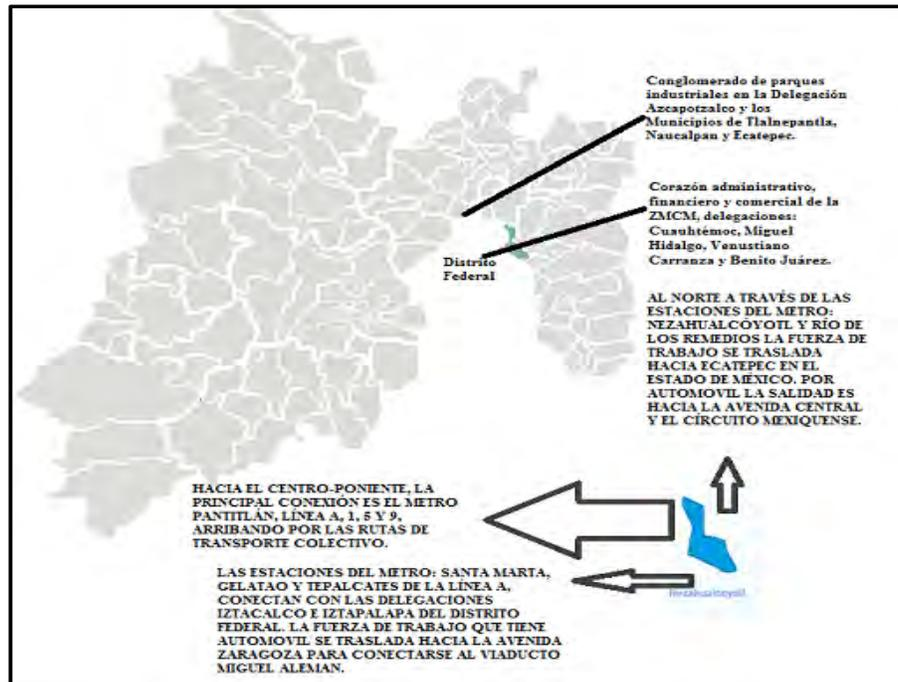 Conglomerado de parques
industriales en la Delegación
Azcapotzalco y los
Municipios de Tlalnepantla,
Naucalpan y Ecatepec.
Corazón administrativo,
financiero y comercial de la
ZMCM, delegaciones:
Cuauhtémoc, Miguel
Hidalgo, Venustiano
Carranza y Benito Juárez.
Distrito
Federal
AL NORTE A TRAVÉS DE LAS
ESTACIONES DEL METRO:
NEZAHUALCÓYOTL Y RÍO DE
LOS REMEDIOS LA FUERZA DE
TRABAJO SE TRASLADA
HACIA ECATEPEC EN EL
ESTADO DE MÉXICO. POR
AUTOMOVIL LA SALIDAD ES
HACIA LA AVENIDA CENTRAL
Y EL CÍRCUITO MEXIQUENSE.
HACIA EL CENTRO-PONIENTE, LA
PRINCIPAL CONEXIÓN ES EL METRO
PANTITLÁN, LÍNEA A, 1, 5 Y 9,
ARRIBANDO POR LAS RUTAS DE
TRANSPORTE COLECTIVO.
LAS ESTACIONES DEL METRO: SANTA MARTA,
GELATAO Y TEPALCATES DE LA LÍNEA A,
CONECTAN CON LAS DELEGACIONES
IZTACALCO E IZTAPALAPA DEL DISTRITO
FEDERAL. LA FUERZA DE TRABAJO QUE TIENE
AUTOMOVIL SE TRASLADA HACIA LA AVENIDA
ZARAGOZA PARA CONECTARSE AL VIADUCTO
MIGUEL ALEMAN.
Nezahualcoyotl